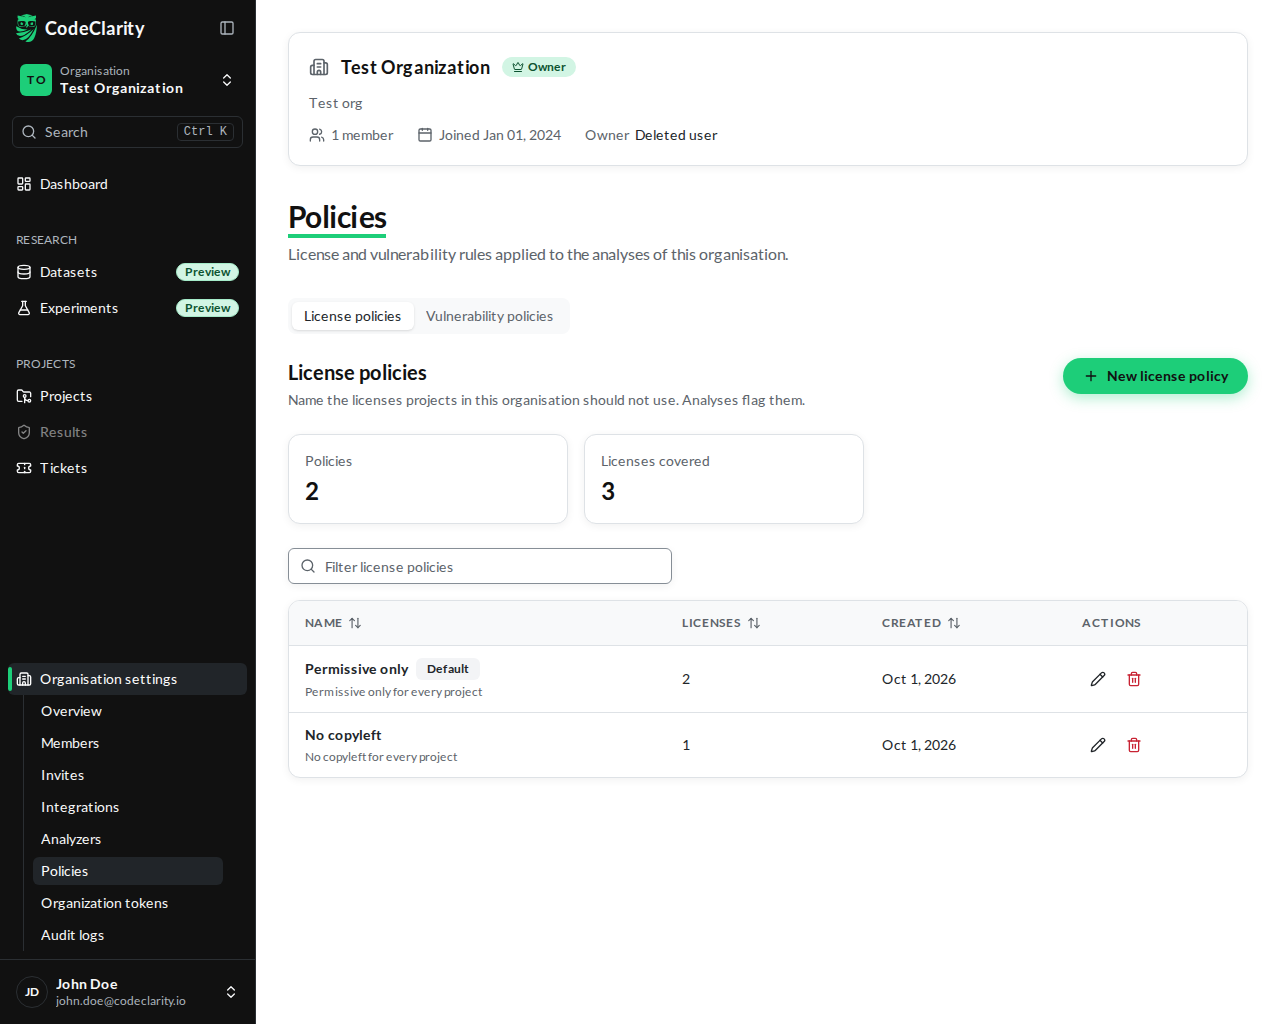 CodeClarity
TO
Organisation
Test Organization
Search
Ctrl K
Dashboard
RESEARCH
Datasets
Preview
Experiments
Preview
PROJECTS
Projects
Results
Tickets
Organisation settings
Overview
Members
Invites
Integrations
Analyzers
Policies
Organization tokens
Audit logs
JD
John Doe
john.doe@codeclarity.io
Test Organization
Owner
Test org
1 member
Joined Jan 01, 2024
Owner Deleted user
Policies
License and vulnerability rules applied to the analyses of this organisation.
License policies
Vulnerability policies
License policies
Name the licenses projects in this organisation should not use. Analyses flag them.
New license policy
Policies
2
Licenses covered
3
Filter license policies
NAME
LICENSES
CREATED
ACTIONS
Permissive only
Default
Permissive only for every project
2
Oct 1, 2026
No copyleft
No copyleft for every project
1
Oct 1, 2026